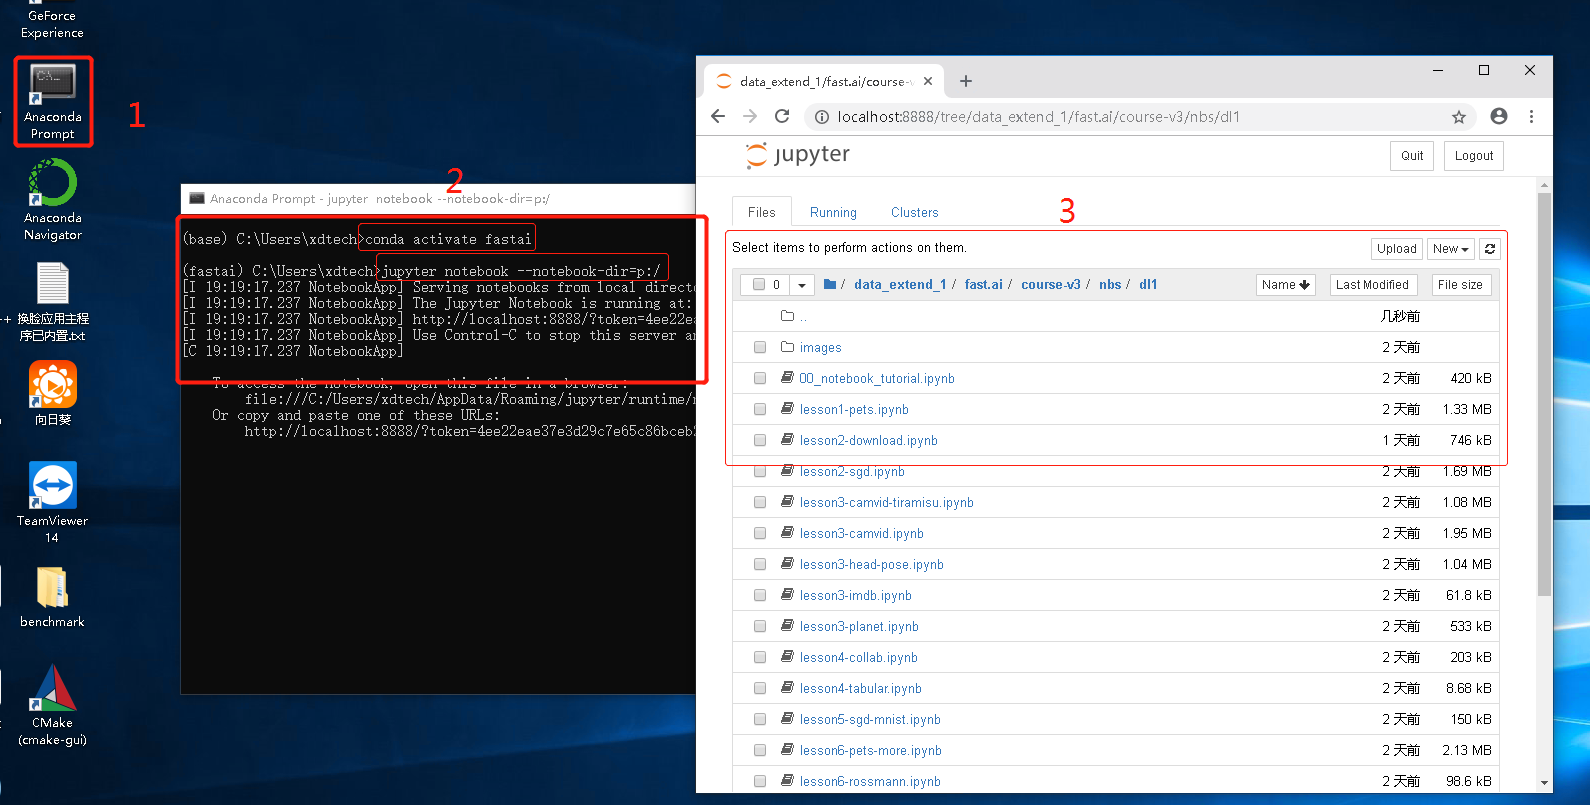 GeForce
Experience
Anaconda
Prompt
1
Anaconda
Navigator
换脸应用主程
序已内置.txt
向日葵
TeamViewer
14
benchmark
CMake
(cmake-gui)
2
Anaconda Prompt - jupyter  notebook --notebook-dir=p:/
(base) C:\Users\xdtech>conda activate fastai
(fastai) C:\Users\xdtech>jupyter notebook --notebook-dir=p:/
[I 19:19:17.237 NotebookApp] Serving notebooks from local direct
[I 19:19:17.237 NotebookApp] The Jupyter Notebook is running at:
[I 19:19:17.237 NotebookApp] http://localhost:8888/?token=4ee22ea
[I 19:19:17.237 NotebookApp] Use Control-C to stop this server a
[C 19:19:17.237 NotebookApp]
To access the notebook, open this file in a browser:
file:///C:/Users/xdtech/AppData/Roaming/jupyter/runtime/
Or copy and paste one of these URLs:
http://localhost:8888/?token=4ee22eae37e3d29c7e65c86bceb
data_extend_1/fast.ai/course-v
localhost:8888/tree/data_extend_1/fast.ai/course-v3/nbs/dl1
jupyter
Quit
Logout
Files
Running
Clusters
3
Select items to perform actions on them.
Upload
New
0
/ data_extend_1 / fast.ai / course-v3 / nbs / dl1
Name
Last Modified
File size
.. 几秒前
images 2 天前
00_notebook_tutorial.ipynb 2 天前 420 kB
lesson1-pets.ipynb 2 天前 1.33 MB
lesson2-download.ipynb 1 天前 746 kB
lesson2-sgd.ipynb 2 天前 1.69 MB
lesson3-camvid-tiramisu.ipynb 2 天前 1.08 MB
lesson3-camvid.ipynb 2 天前 1.95 MB
lesson3-head-pose.ipynb 2 天前 1.04 MB
lesson3-imdb.ipynb 2 天前 61.8 kB
lesson3-planet.ipynb 2 天前 533 kB
lesson4-collab.ipynb 2 天前 203 kB
lesson4-tabular.ipynb 2 天前 8.68 kB
lesson5-sgd-mnist.ipynb 2 天前 150 kB
lesson6-pets-more.ipynb 2 天前 2.13 MB
lesson6-rossmann.ipynb 2 天前 98.6 kB